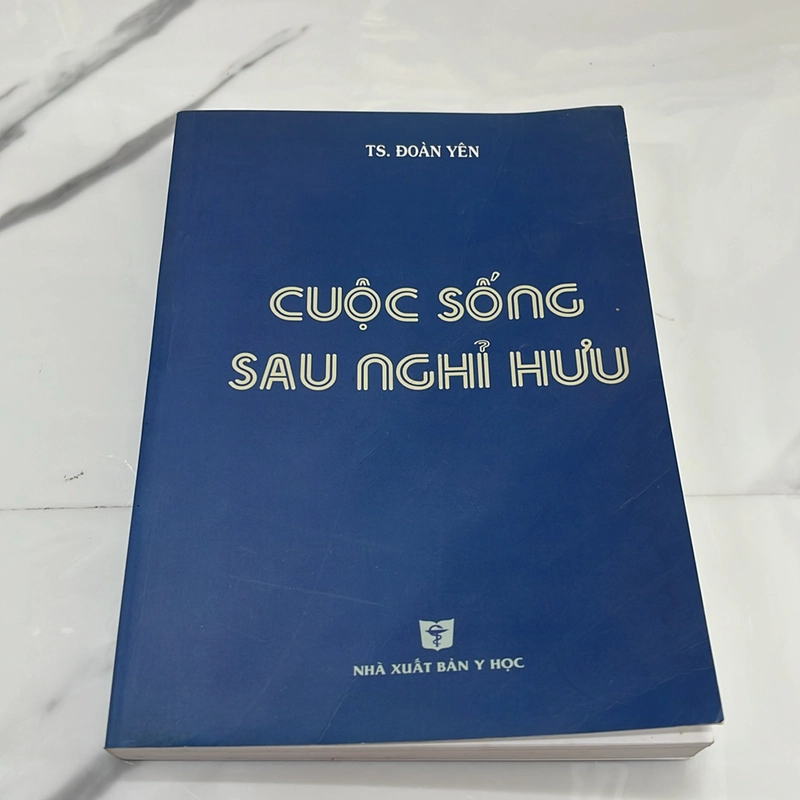 TS. ĐOÀN YÊN
CUỘC SỐNG
SAU NGHỈ HƯU
NHÀ XUẤT BẢN Y HỌC